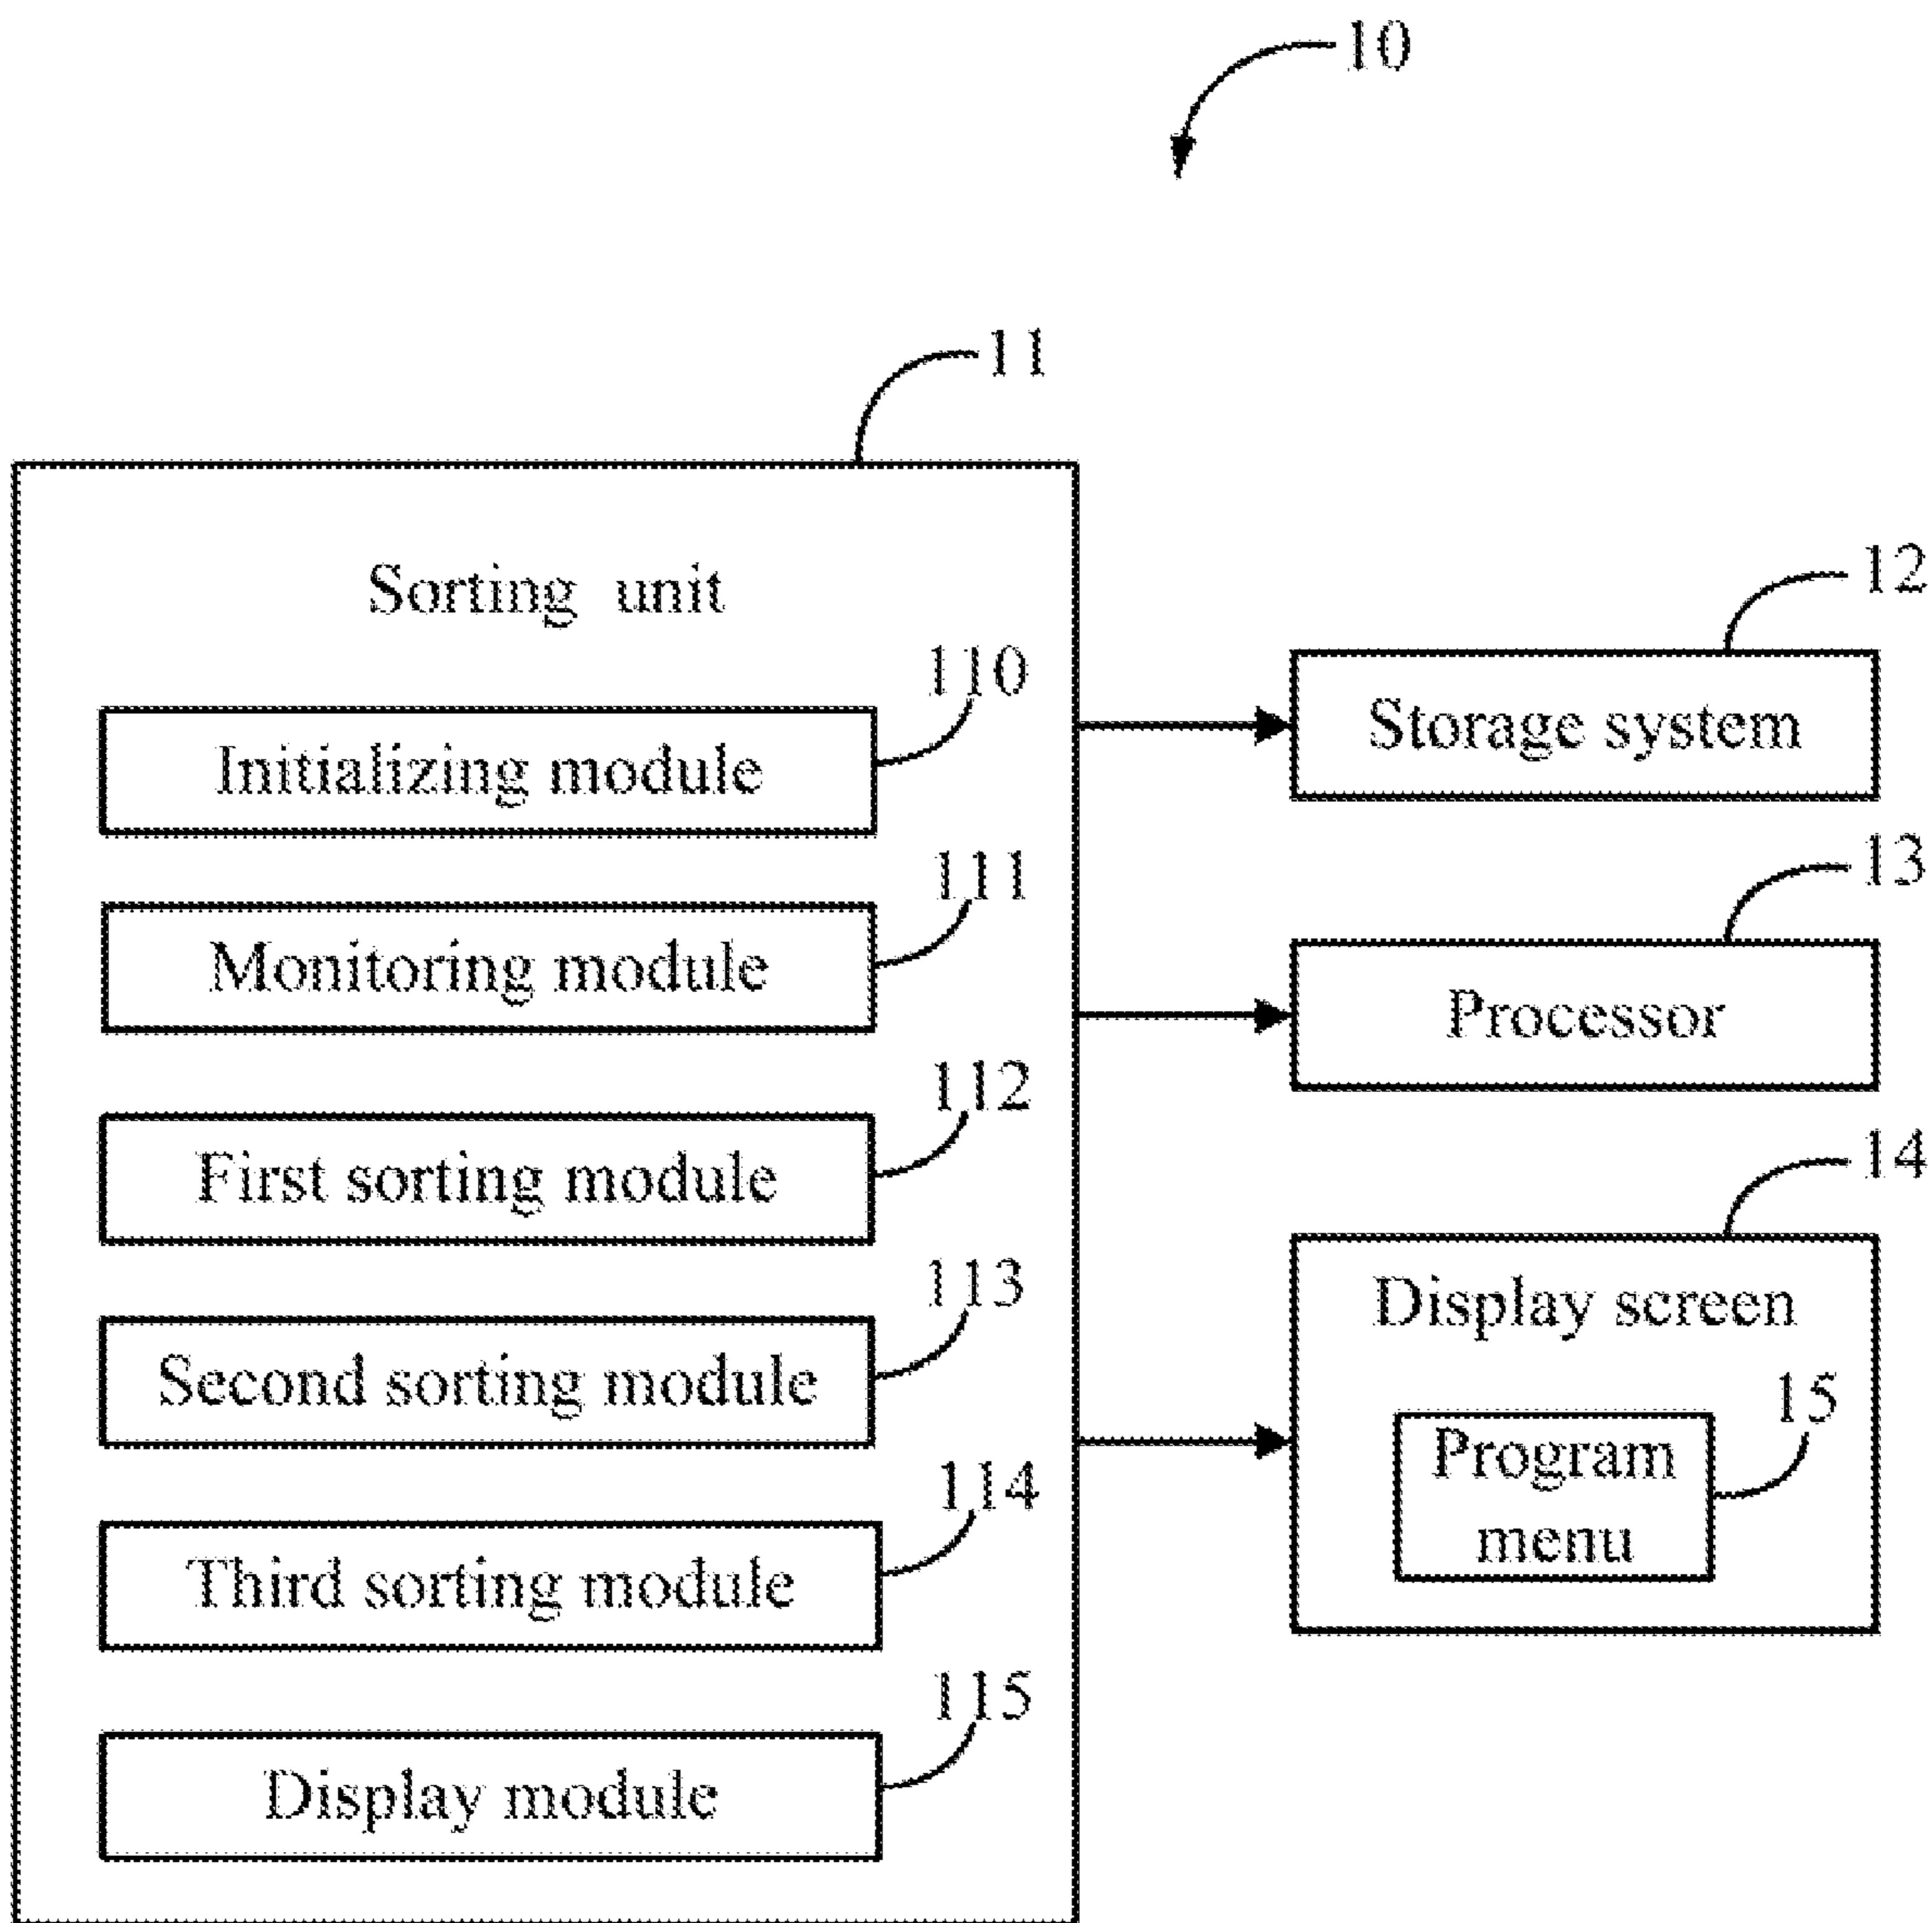 10
11
Sorting unit
110
Initializing module
111
Monitoring module
112
First sorting module
113
Second sorting module
114
Third sorting module
115
Display module
12
Storage system
13
Processor
14
Display screen
15
Program
menu